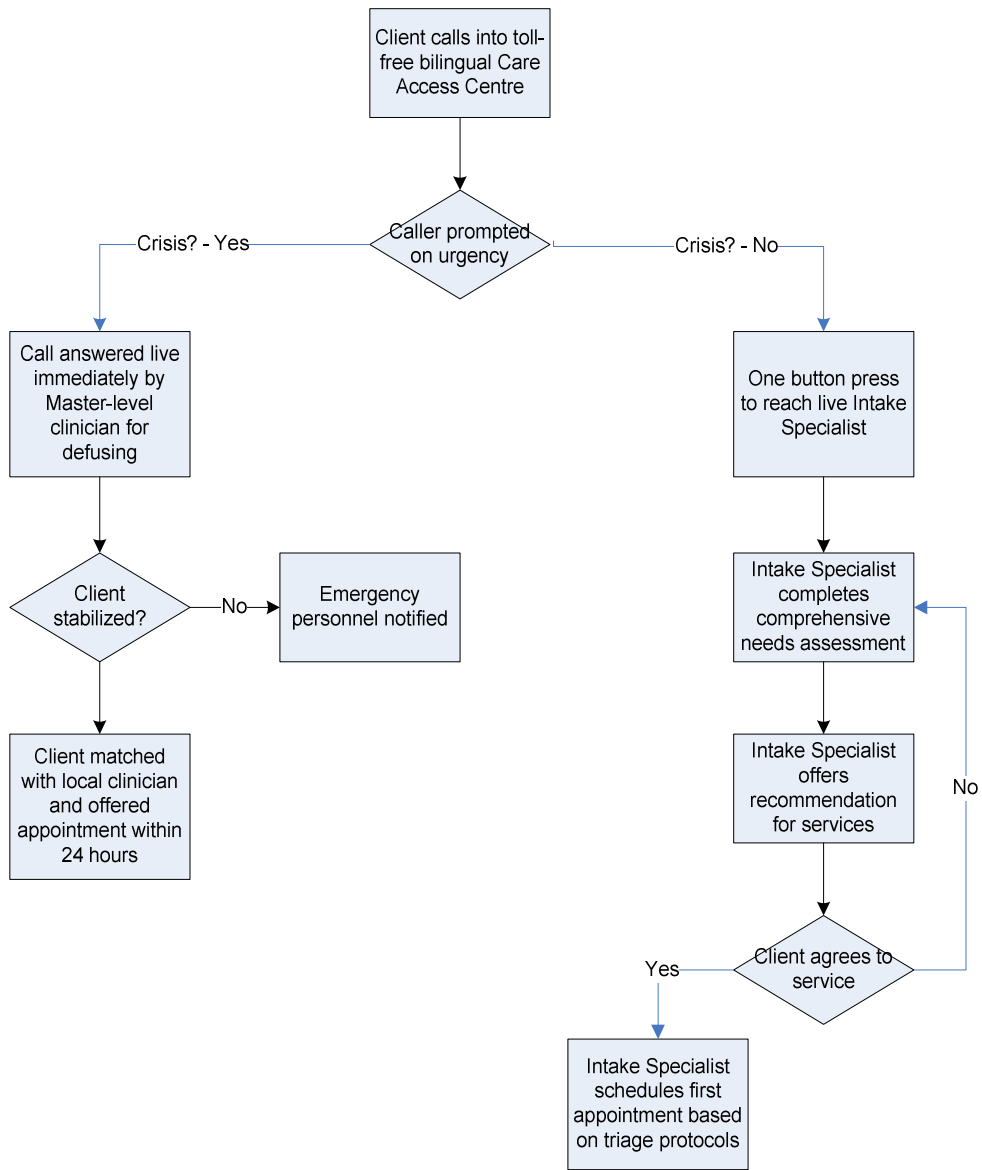 Client calls into toll-
free bilingual Care
Access Centre
Caller prompted
on urgency
Crisis? - Yes
Crisis? - No
Call answered live
immediately by
Master-level
clinician for
defusing
One button press
to reach live Intake
Specialist
Client
stabilized?
No
Emergency
personnel notified
Intake Specialist
completes
comprehensive
needs assessment
Client matched
with local clinician
and offered
appointment within
24 hours
Intake Specialist
offers
recommendation
for services
No
Client agrees to
service
Yes
Intake Specialist
schedules first
appointment based
on triage protocols